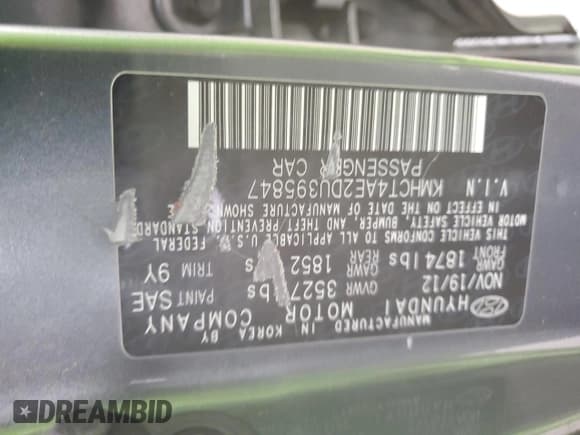 MANUFACTURED IN KOREA BY
HYUNDAI MOTOR COMPANY
NOV/19/12 GVWR 3527 lbs PAINT SAE
GAWR FRONT 1874 lbs GAWR REAR 1852 TRIM 9Y
THIS VEHICLE CONFORMS TO ALL APPLICABLE U.S. FEDERAL
MOTOR VEHICLE SAFETY, BUMPER, AND THEFT PREVENTION STANDARDS
IN EFFECT ON THE DATE OF MANUFACTURE SHOWN
V.I.N KMHCT4AE2DU395847
PASSENGER CAR
DREAMBID